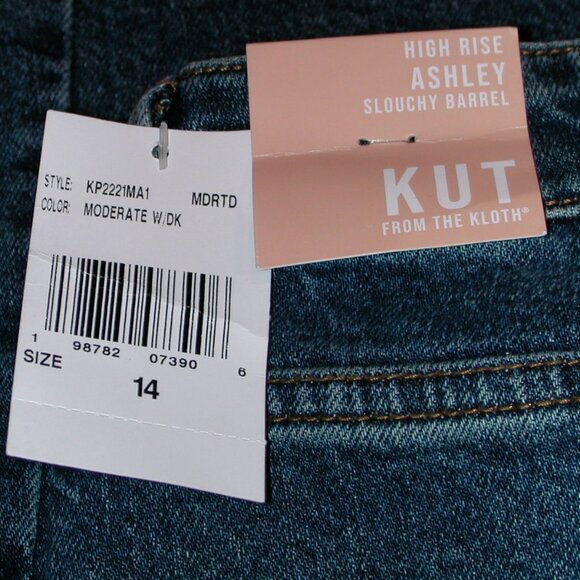 HIGH RISE
ASHLEY
SLOUCHY BARREL
KUT
FROM THE KLOTH®
STYLE: KP2221MA1 MDRTD
COLOR: MODERATE W/DK
1 98782 07390 6
SIZE
14